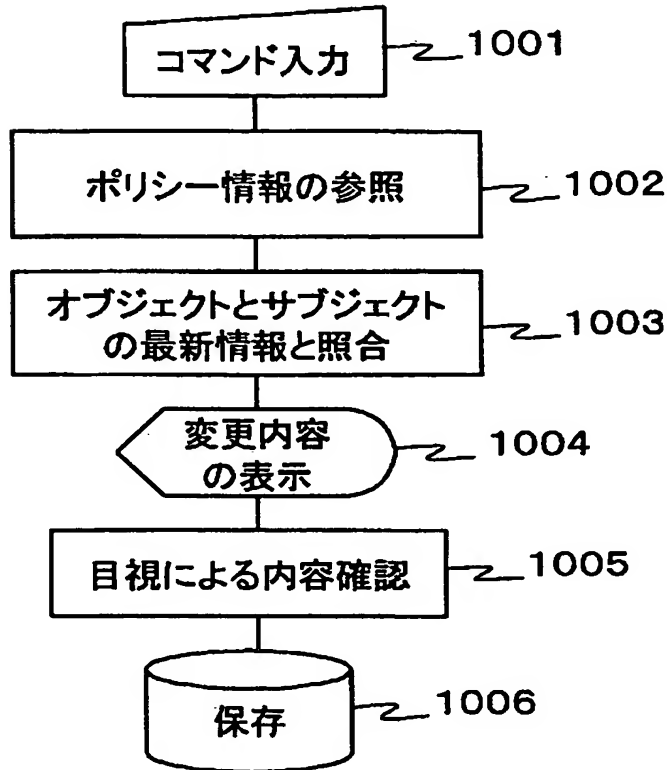 コマンド入力
1001
ポリシー情報の参照
1002
オブジェクトとサブジェクト
の最新情報と照合
1003
変更内容
の表示
1004
目視による内容確認
1005
保存
1006